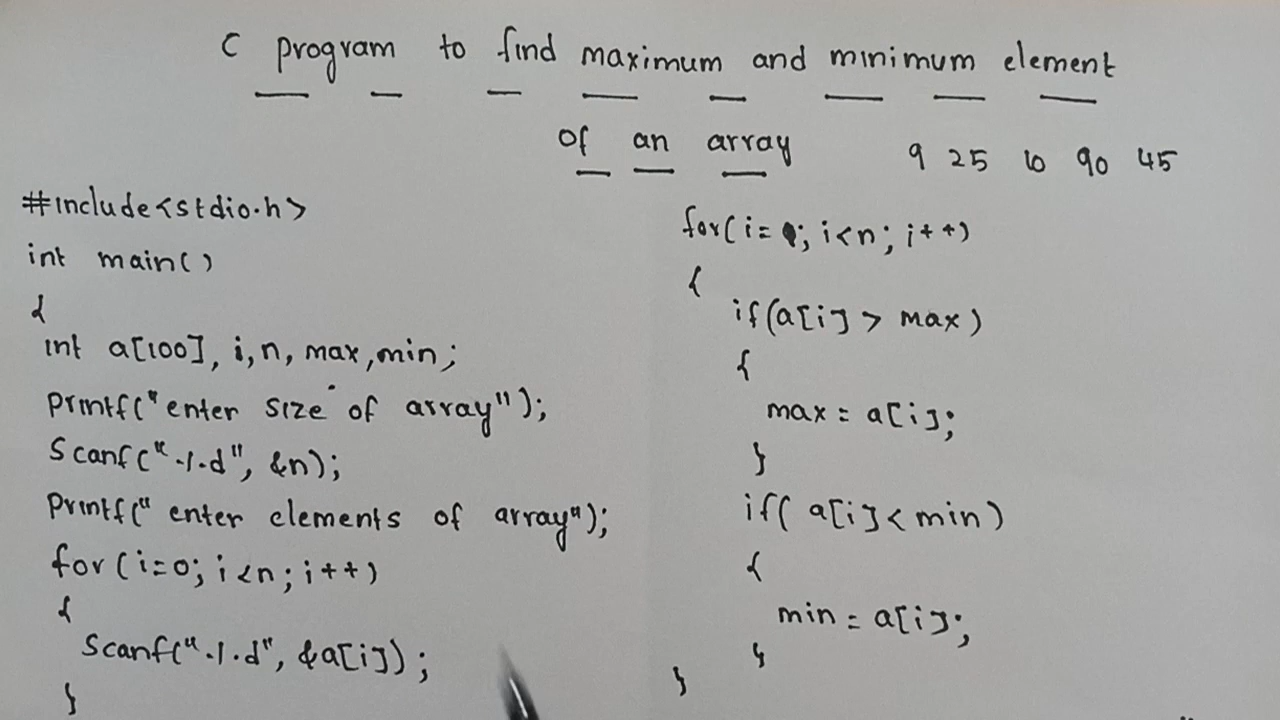 C program to find maximum and minimum element
of an array
9 25 10 90 45
#include<stdio.h>
int main()
{
int a[100], i, n, max, min;
printf("enter size of array");
Scanf("%d", &n);
printf(" enter elements of array");
for (i=0; i<n; i++)
{
Scanf("%d", &a[i]);
}
for(i= ; i<n; i++)
{
if(a[i] > max)
{
max = a[i];
}
if( a[i] < min)
{
min = a[i];
}
}